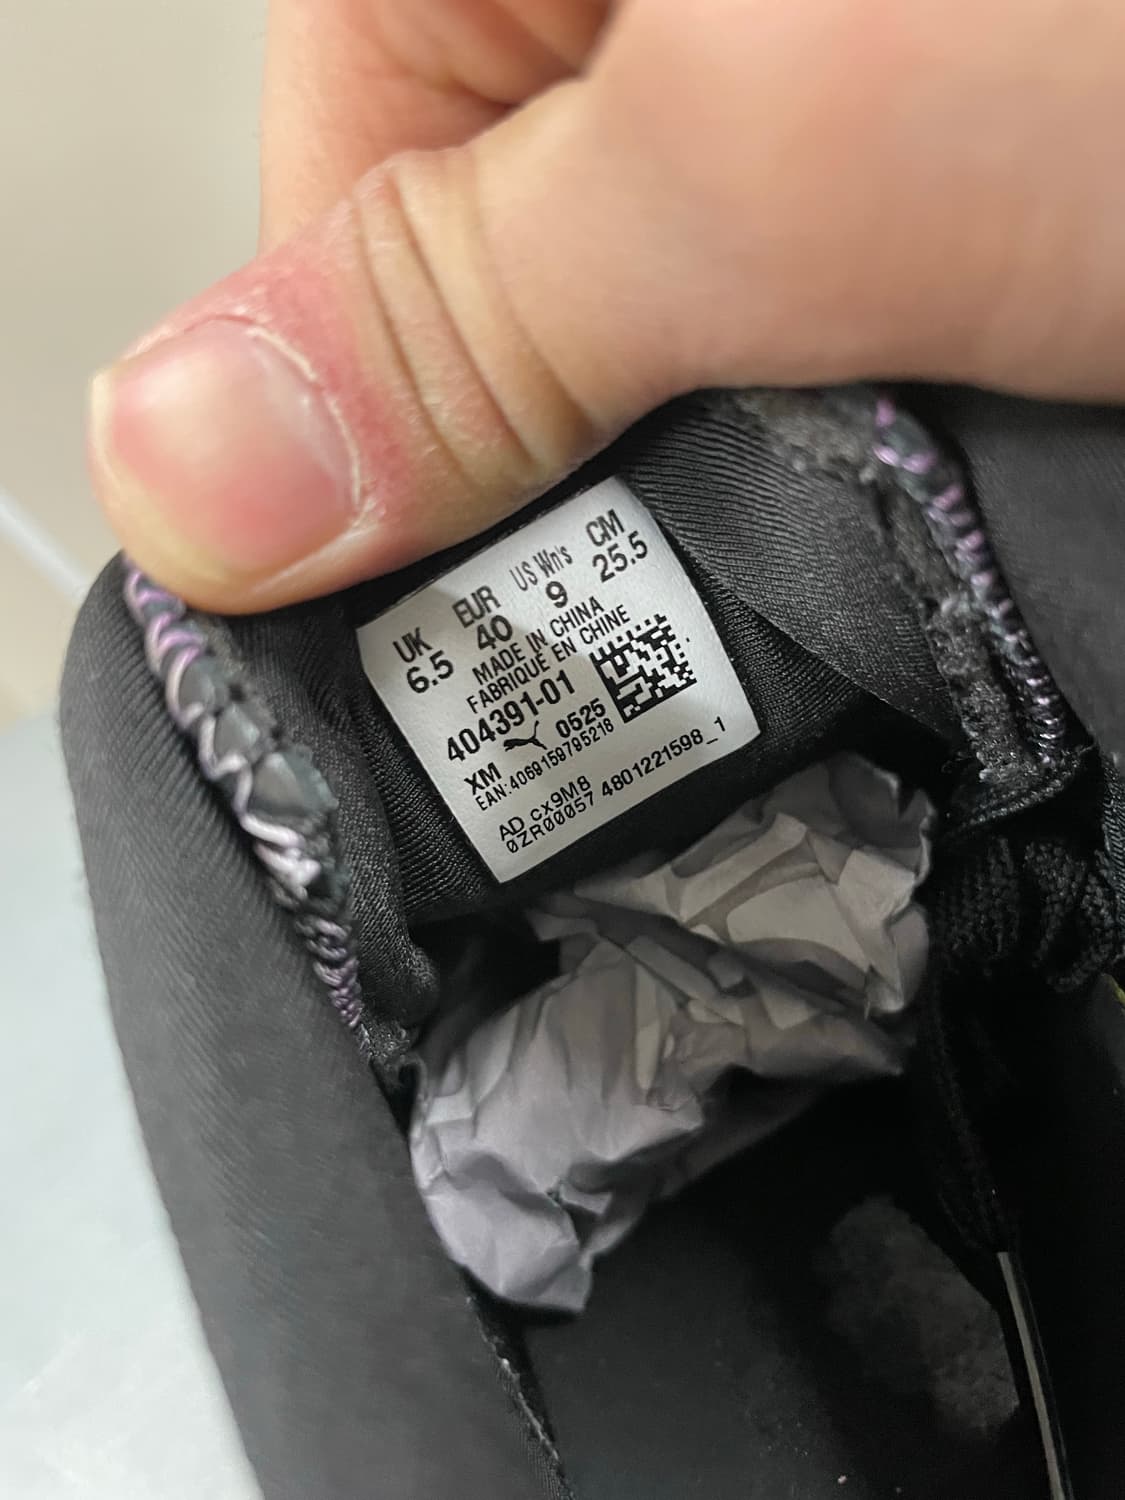 UK EUR US Wn's CM
6.5 40 9 25.5
MADE IN CHINA
FABRIQUÉ EN CHINE
404391-01
XM 0525
EAN:4069159795218
AD cx9M8
0ZR00057 4801221598_1